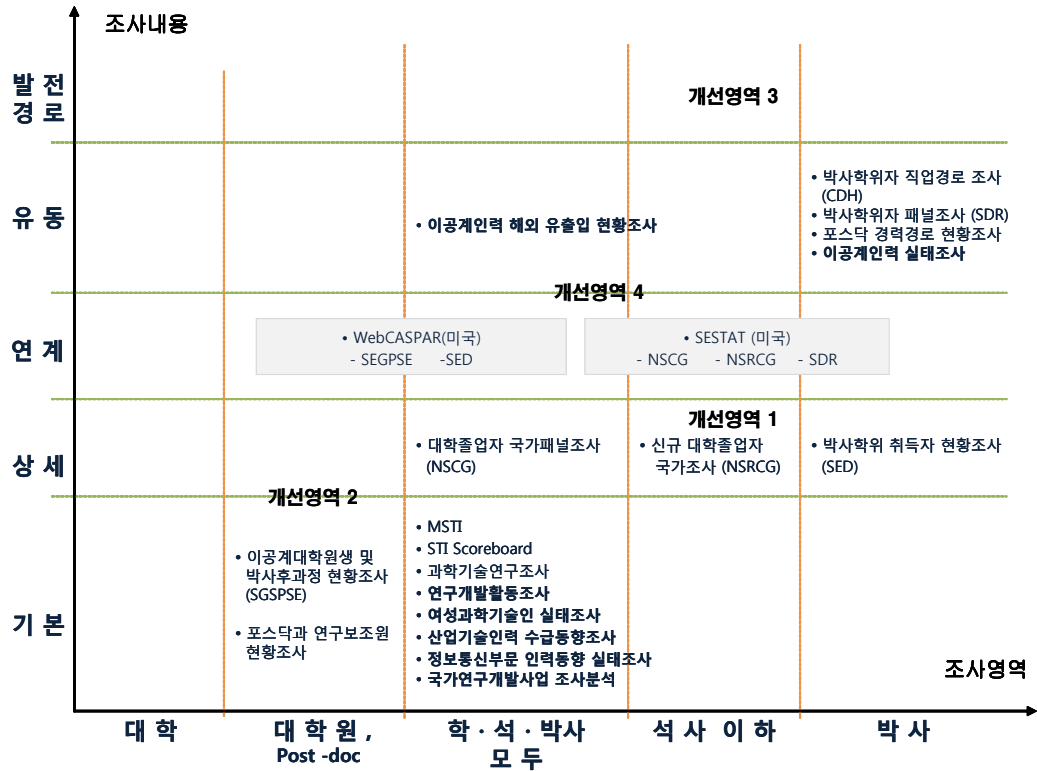 조사내용
발 전
경 로
개선영역 3
유 동
• 이공계인력 해외 유출입 현황조사
• 박사학위자 직업경로 조사
(CDH)
• 박사학위자 패널조사 (SDR)
• 포스닥 경력경로 현황조사
• 이공계인력 실태조사
개선영역 4
연 계
• WebCASPAR(미국)
- SEGPSE -SED
• SESTAT (미국)
- NSCG - NSRCG - SDR
개선영역 1
상 세
• 대학졸업자 국가패널조사
(NSCG)
• 신규 대학졸업자
국가조사 (NSRCG)
• 박사학위 취득자 현황조사
(SED)
개선영역 2
기 본
• 이공계대학원생 및
박사후과정 현황조사
(SGSPSE)
• 포스닥과 연구보조원
현황조사
• MSTI
• STI Scoreboard
• 과학기술연구조사
• 연구개발활동조사
• 여성과학기술인 실태조사
• 산업기술인력 수급동향조사
• 정보통신부문 인력동향 실태조사
• 국가연구개발사업 조사분석
조사영역
대 학
대 학 원 ,
Post -doc
학 · 석 · 박사
모 두
석 사 이 하
박 사